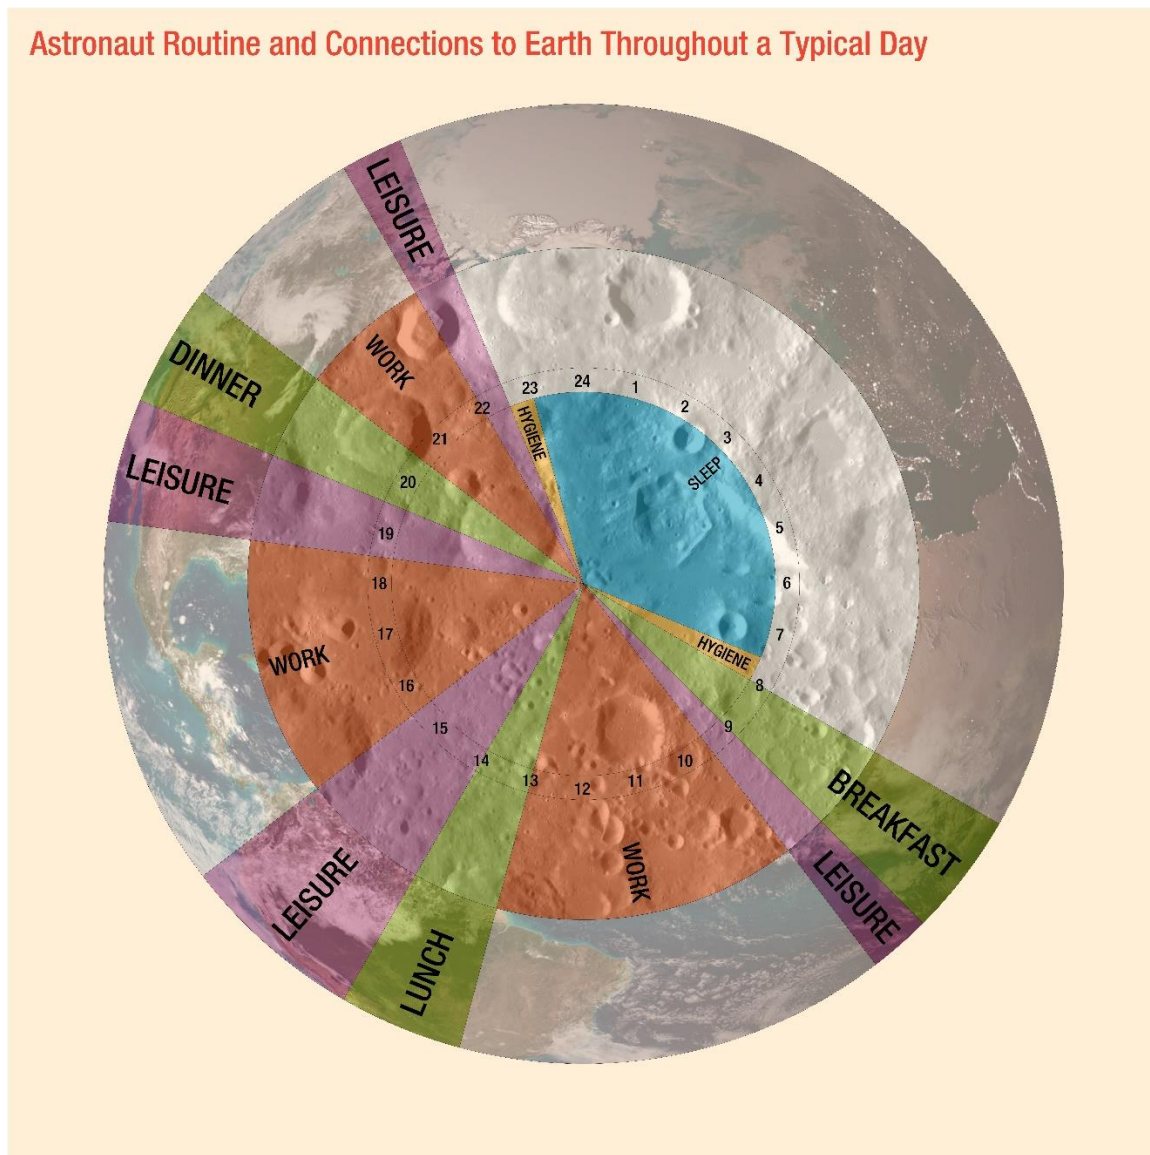 Astronaut Routine and Connections to Earth Throughout a Typical Day
LEISURE
DINNER
WORK
LEISURE
WORK
LEISURE
LUNCH
WORK
LEISURE
BREAKFAST
HYGIENE
SLEEP
HYGIENE
24
1
2
3
4
5
6
7
8
9
10
11
12
13
14
15
16
17
18
19
20
21
22
23